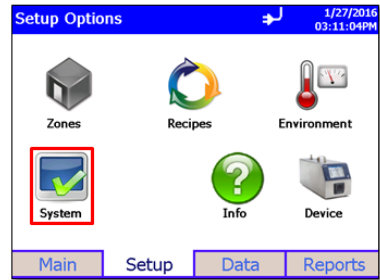 Setup Options
1/27/2016
03:11:04PM
Zones
Recipes
Environment
System
Info
Device
Main
Setup
Data
Reports